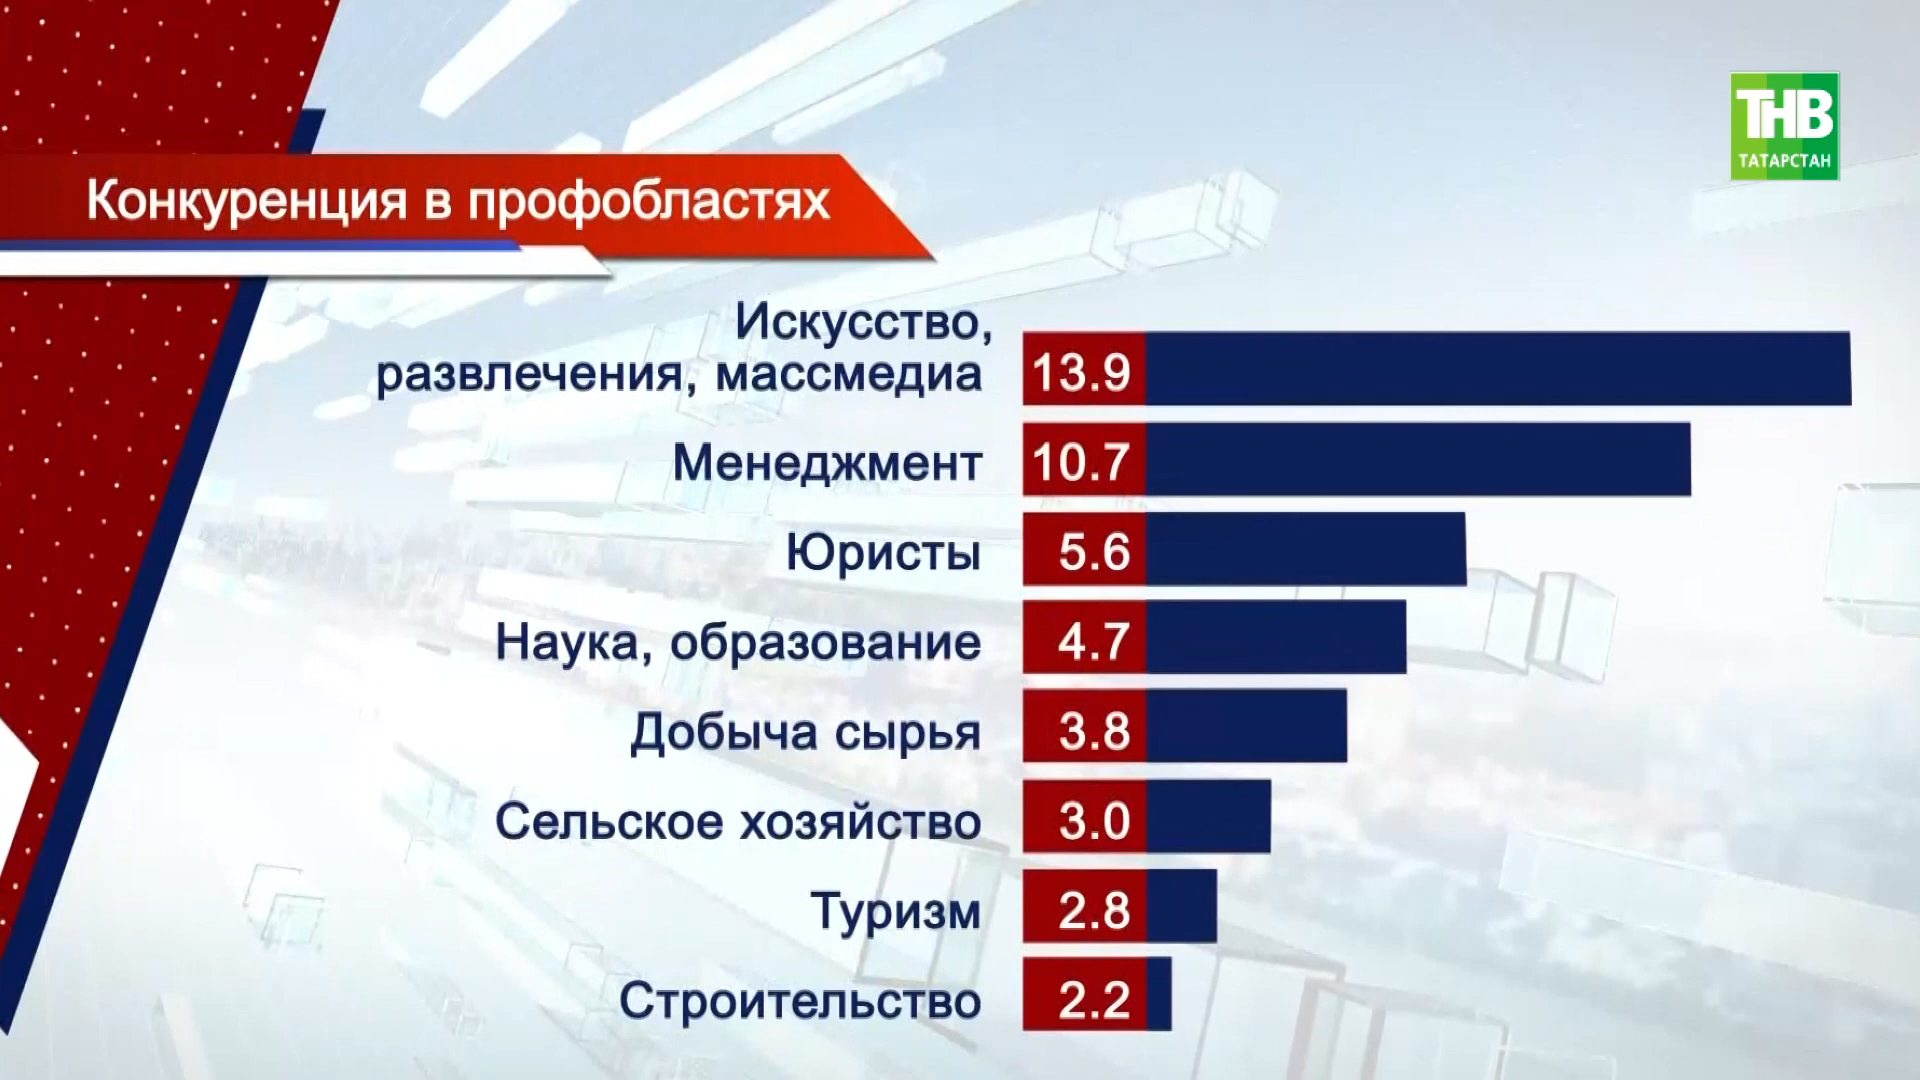 ТНВ
ТАТАРСТАН
Конкуренция в профобластях
Искусство,
развлечения, массмедиа 13.9
Менеджмент 10.7
Юристы 5.6
Наука, образование 4.7
Добыча сырья 3.8
Сельское хозяйство 3.0
Туризм 2.8
Строительство 2.2